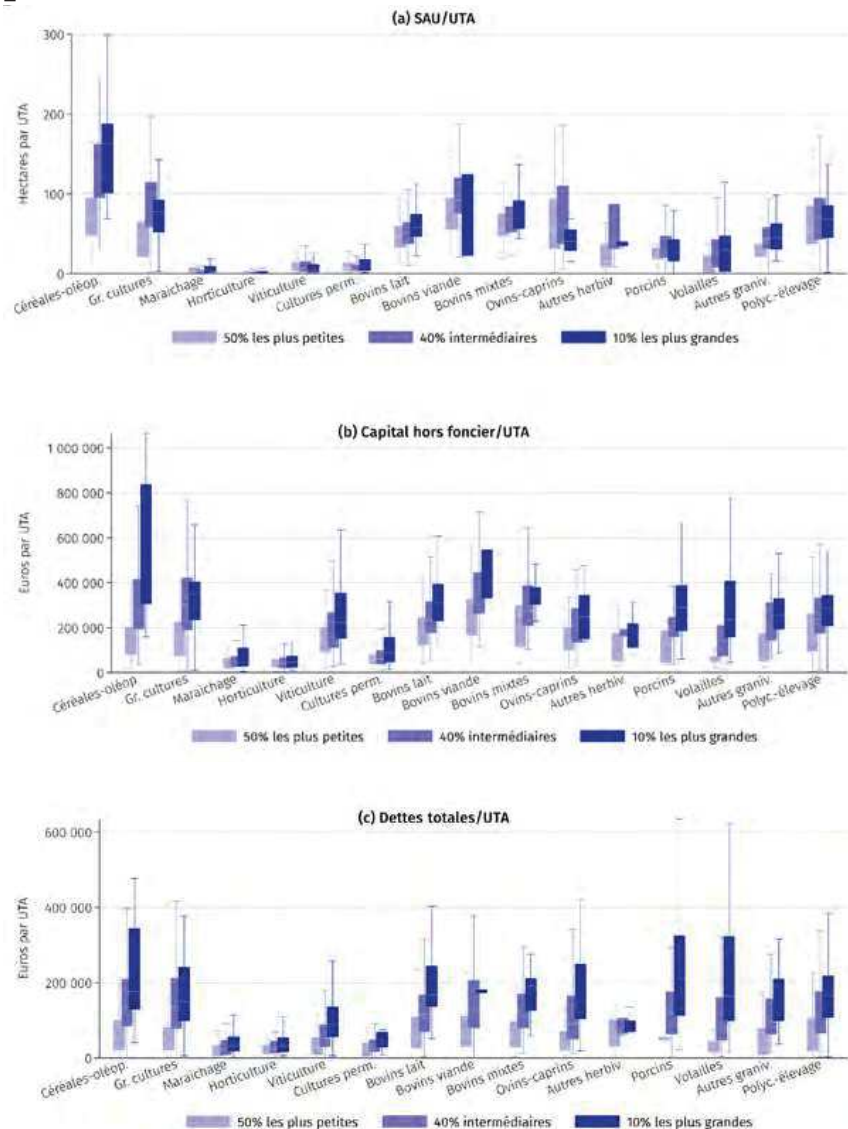 (a) SAU/UTA
300
200
100
0
Hectares par UTA
Céréales-oléop.
Gr. cultures
Maraichage
Horticulture
Viticulture
Cultures perm.
Bovins lait
Bovins viande
Bovins mixtes
Ovins-caprins
Autres herbiv.
Porcins
Volailles
Autres graniv.
Polyc-élevage
50% les plus petites 40% intermédiaires 10% les plus grandes
(b) Capital hors foncier/UTA
1 000 000
800 000
600 000
400 000
200 000
0
Euros par UTA
Céréales-oléop.
Gr. cultures
Maraichage
Horticulture
Viticulture
Cultures perm.
Bovins lait
Bovins viande
Bovins mixtes
Ovins-caprins
Autres herbiv.
Porcins
Volailles
Autres graniv.
Polyc-élevage
50% les plus petites 40% intermédiaires 10% les plus grandes
(c) Dettes totales/UTA
600 000
400 000
200 000
0
Euros par UTA
Céréales-oléop.
Gr. cultures
Maraichage
Horticulture
Viticulture
Cultures perm.
Bovins lait
Bovins viande
Bovins mixtes
Ovins-caprins
Autres herbiv.
Porcins
Volailles
Autres graniv.
Polyc-élevage
50% les plus petites 40% intermédiaires 10% les plus grandes